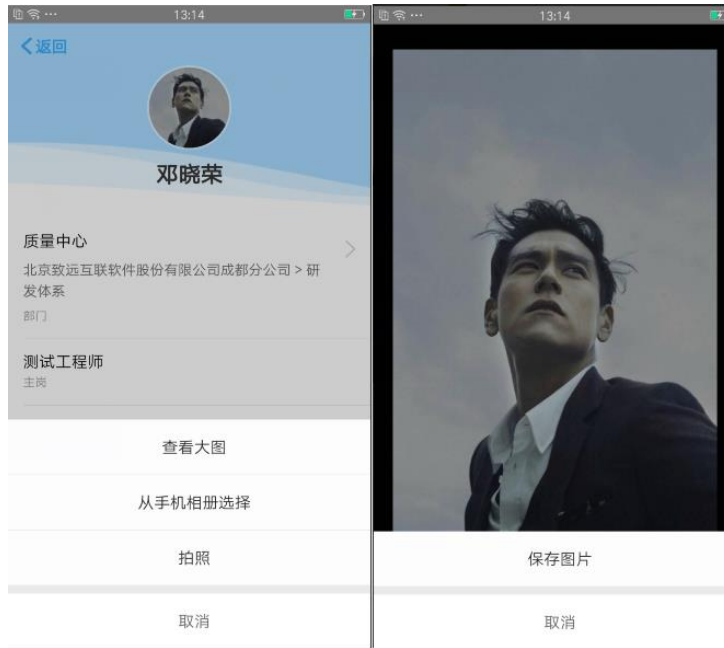 13:14
返回
邓晓荣
质量中心
北京致远互联软件股份有限公司成都分公司 > 研
发体系
部门
测试工程师
主岗
查看大图
从手机相册选择
拍照
取消
13:14
保存图片
取消